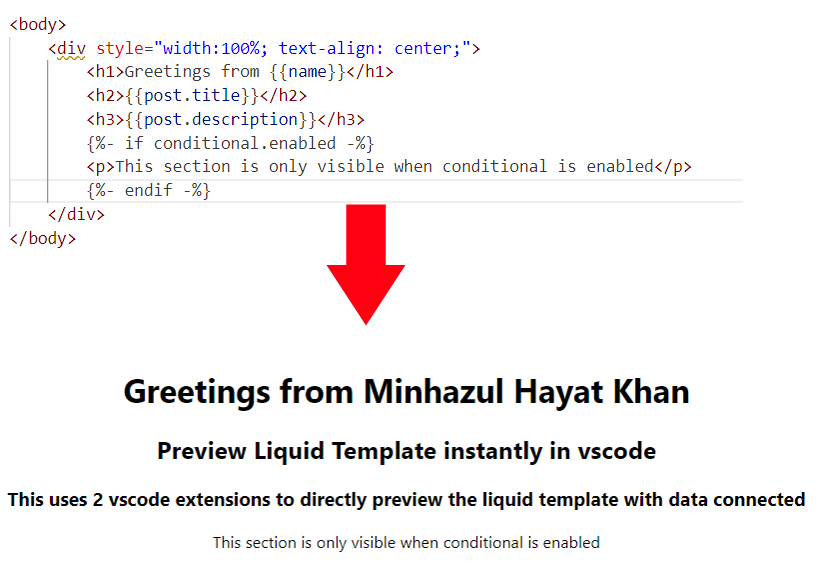 <body>
<div style="width:100%; text-align: center;">
<h1>Greetings from {{name}}</h1>
<h2>{{post.title}}</h2>
<h3>{{post.description}}</h3>
{%- if conditional.enabled -%}
<p>This section is only visible when conditional is enabled</p>
{%- endif -%}
</div>
</body>
Greetings from Minhazul Hayat Khan
Preview Liquid Template instantly in vscode
This uses 2 vscode extensions to directly preview the liquid template with data connected
This section is only visible when conditional is enabled